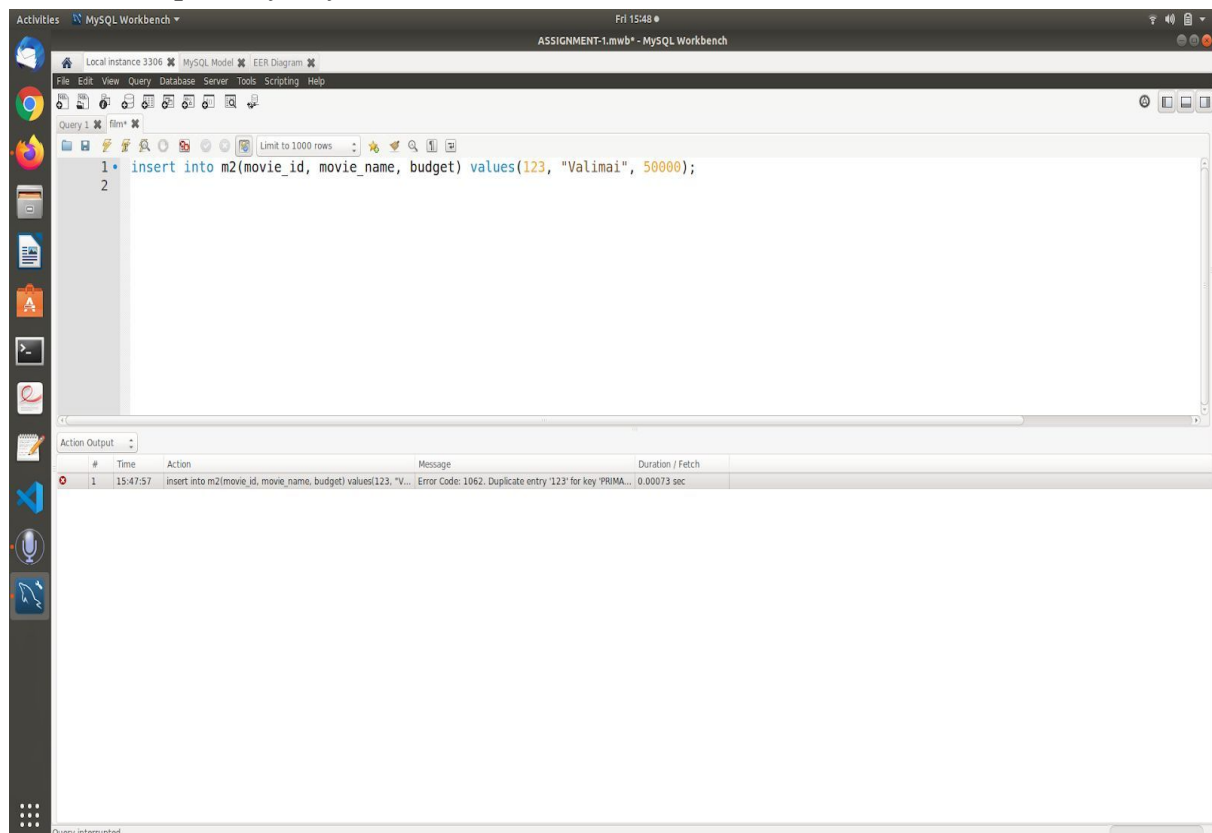 Activities MySQL Workbench Fri 15:48
ASSIGNMENT-1.mwb* - MySQL Workbench
Local instance 3306 MySQL Model EER Diagram
File Edit View Query Database Server Tools Scripting Help
Query 1 film*
Limit to 1000 rows
1 insert into m2(movie_id, movie_name, budget) values(123, "Valimai", 50000);
2
Action Output
# Time Action Message Duration / Fetch
1 15:47:57 insert into m2(movie_id, movie_name, budget) values(123, "V... Error Code: 1062. Duplicate entry '123' for key 'PRIMA... 0.00073 sec
Query interrupted